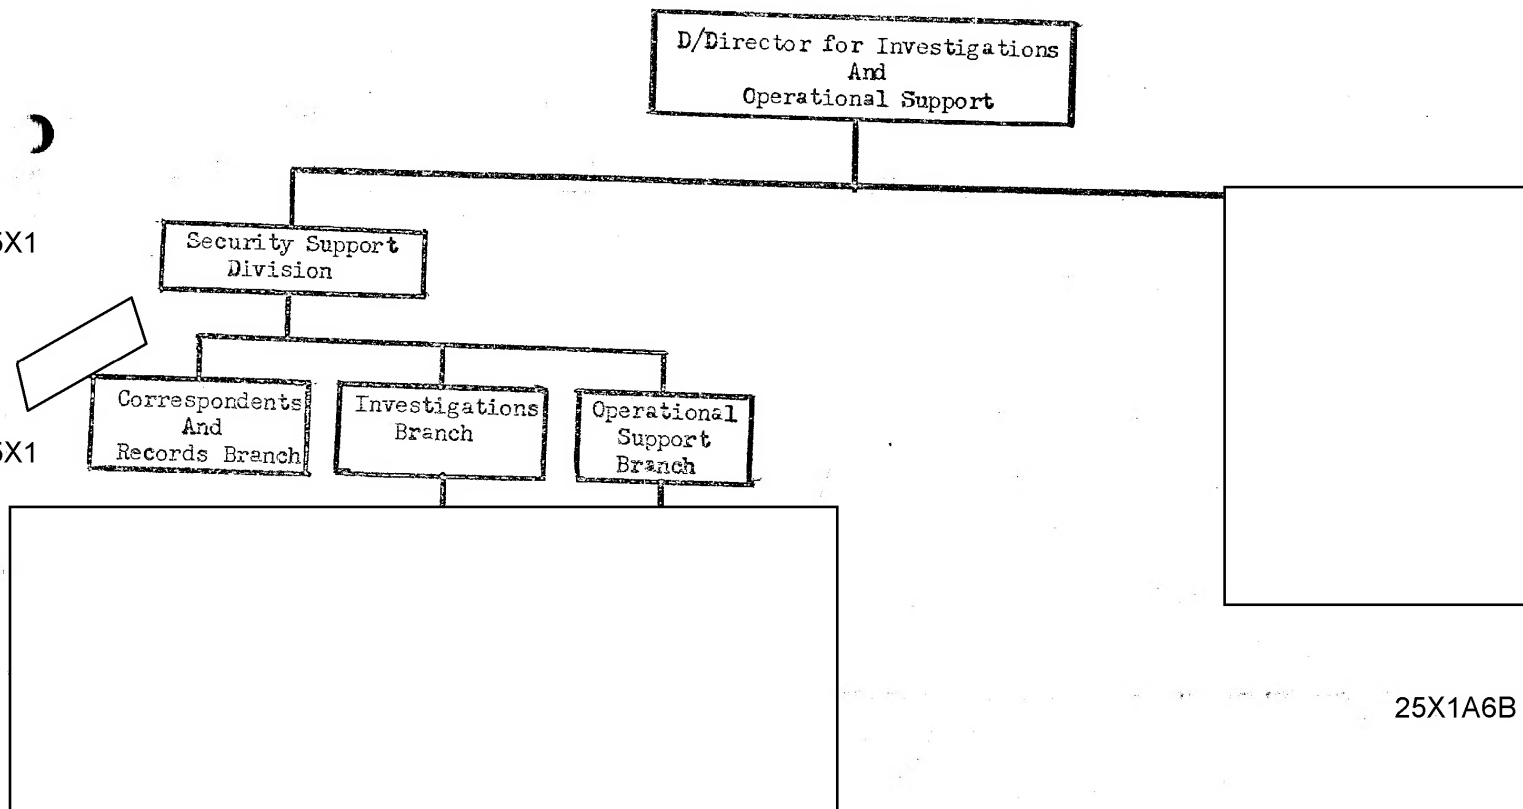 D/Director for Investigations
And
Operational Support
5X1
Security Support
Division
Correspondents
And
Records Branch
Investigations
Branch
Operational
Support
Branch
5X1
25X1A6B